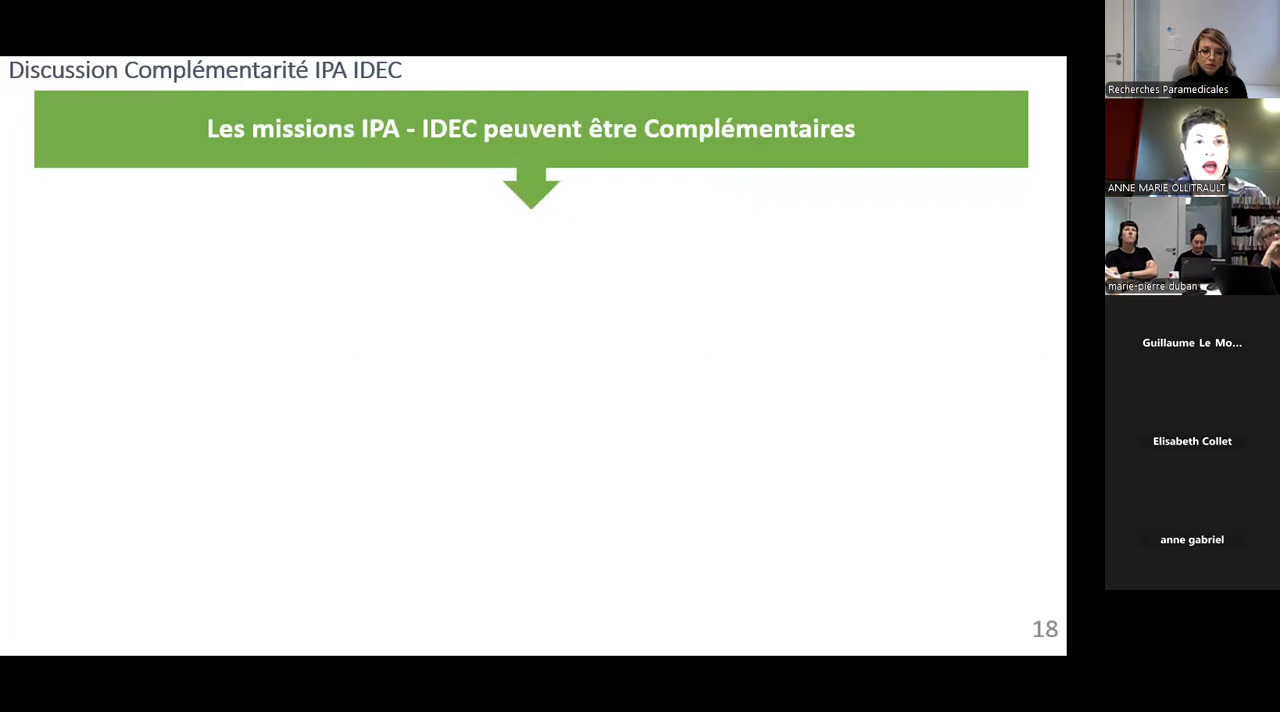 Discussion Complémentarité IPA IDEC
Les missions IPA - IDEC peuvent être Complémentaires
18
Recherches Paramedicales
ANNE MARIE OLLITRAULT
marie-pierre duban
Guillaume Le Mo...
Elisabeth Collet
anne gabriel